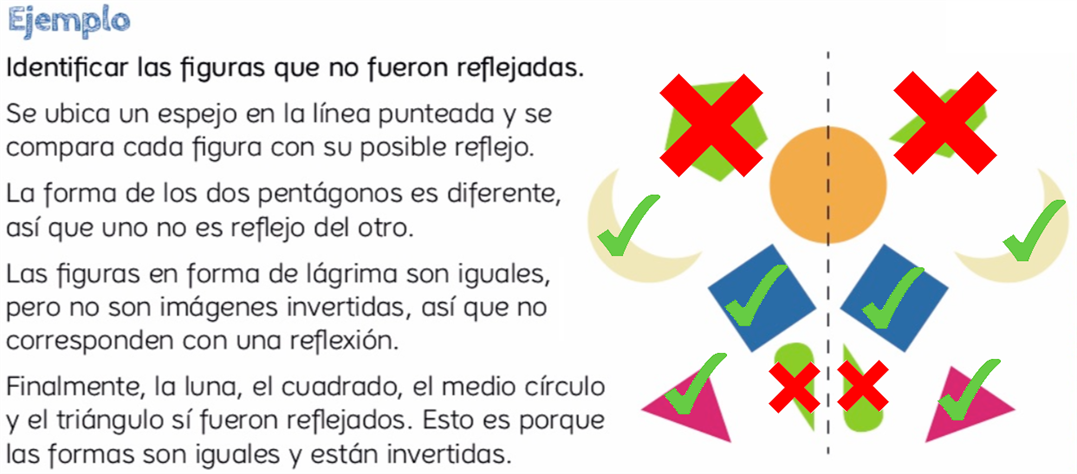 Ejemplo
Identificar las figuras que no fueron reflejadas.
Se ubica un espejo en la línea punteada y se
compara cada figura con su posible reflejo.
La forma de los dos pentágonos es diferente,
así que uno no es reflejo del otro.
Las figuras en forma de lágrima son iguales,
pero no son imágenes invertidas, así que no
corresponden con una reflexión.
Finalmente, la luna, el cuadrado, el medio círculo
y el triángulo sí fueron reflejados. Esto es porque
las formas son iguales y están invertidas.